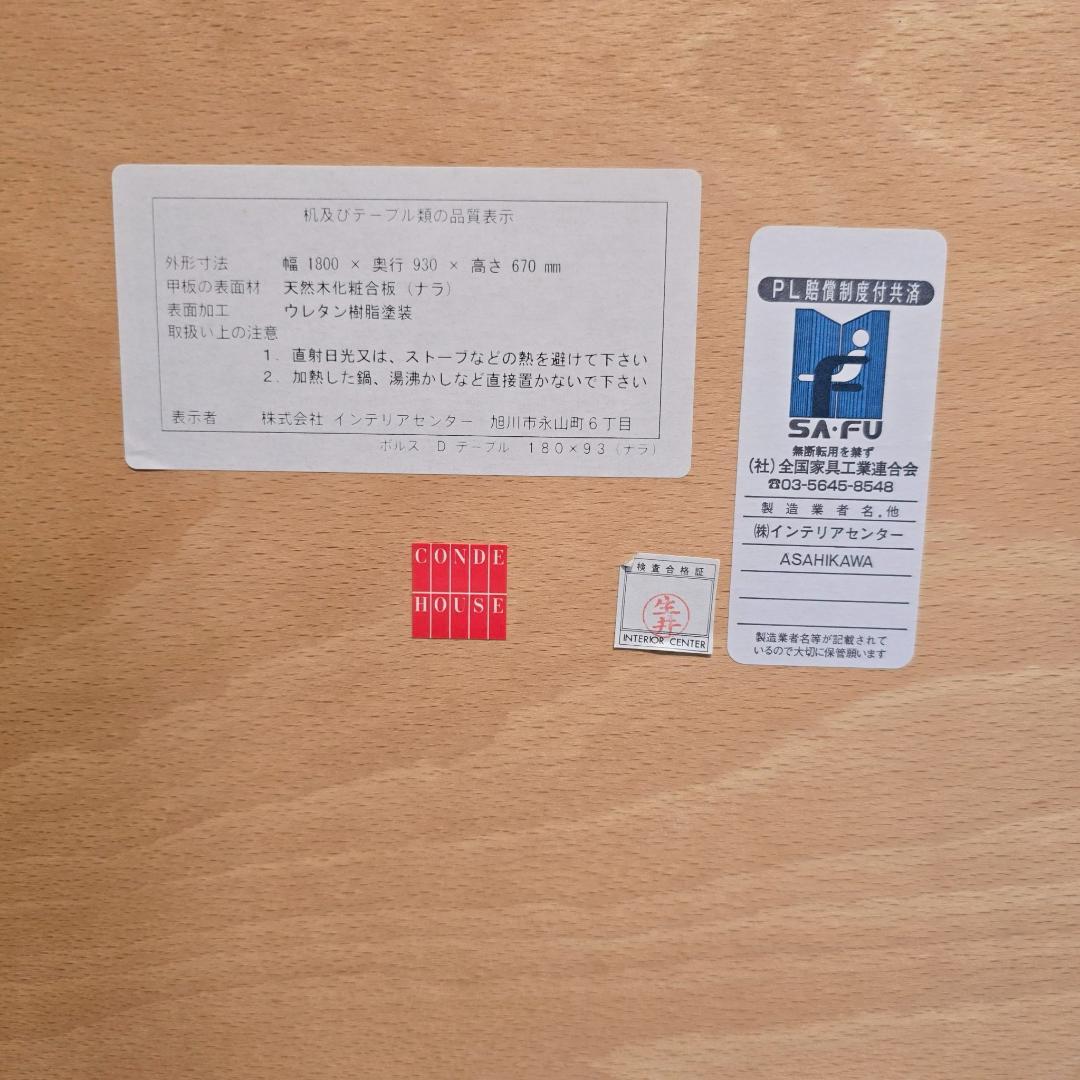 机及びテーブル類の品質表示
外形寸法 幅 1800 × 奥行 930 × 高さ 670 mm
甲板の表面材 天然木化粧合板（ナラ）
表面加工 ウレタン樹脂塗装
取扱い上の注意
1. 直射日光又は、ストーブなどの熱を避けて下さい
2. 加熱した鍋、湯沸かしなど直接置かないで下さい
表示者 株式会社 インテリアセンター 旭川市永山町６丁目
ボルス Ｄ テーブル １８０×９３（ナラ）
PL賠償制度付共済
SA・FU
無断転用を禁ず
(社)全国家具工業連合会
☎03-5645-8548
製造業者名.他
㈱インテリアセンター
ASAHIKAWA
製造業者名等が記載されて
いるので大切に保管願います
CONDE
HOUSE
検査合格証
INTERIOR CENTER